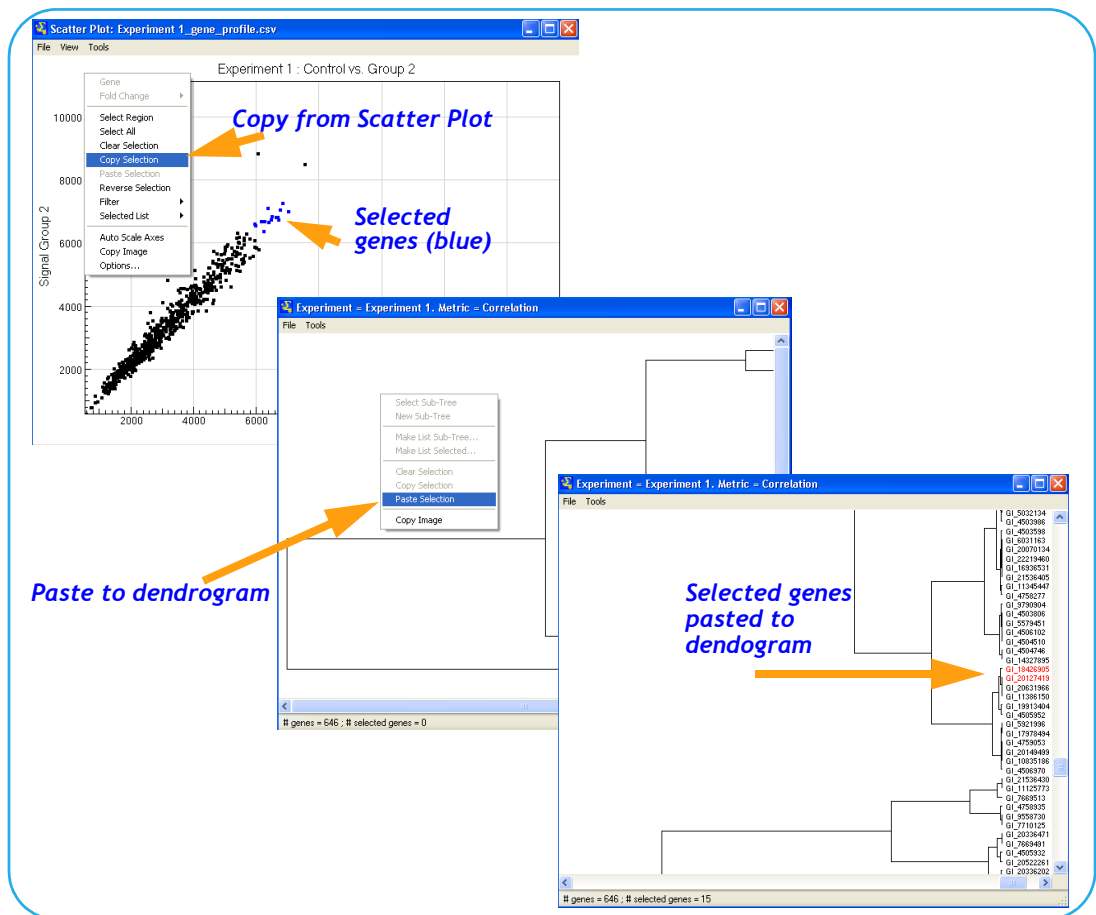 Scatter Plot: Experiment 1_gene_profile.csv
File View Tools
Experiment 1 : Control vs. Group 2
Gene
Fold Change
Select Region
Select All
Clear Selection
Copy Selection
Paste Selection
Reverse Selection
Filter
Selected List
Auto Scale Axes
Copy Image
Options...
Signal Group 2
10000
8000
6000
4000
2000
2000 4000 6000
Copy from Scatter Plot
Selected
genes (blue)
Experiment = Experiment 1. Metric = Correlation
File Tools
Select Sub-Tree
New Sub-Tree
Make List Sub-Tree...
Make List Selected...
Clear Selection
Copy Selection
Paste Selection
Copy Image
Paste to dendrogram
# genes = 646 ; # selected genes = 0
Experiment = Experiment 1. Metric = Correlation
File Tools
Selected genes
pasted to
dendogram
GI_5032134
GI_4503986
GI_4503598
GI_6031163
GI_20070134
GI_22219460
GI_16936531
GI_21536405
GI_11345447
GI_4758277
GI_9790904
GI_4503806
GI_5579451
GI_4506102
GI_4504510
GI_4504746
GI_14327895
GI_18426905
GI_20127419
GI_20631966
GI_11386150
GI_19913404
GI_4505952
GI_5921996
GI_17978494
GI_4759053
GI_20149499
GI_10835186
GI_4506970
GI_21536430
GI_11125773
GI_7669513
GI_4758935
GI_9558730
GI_7710125
GI_20336471
GI_7669491
GI_4505932
GI_20522261
GI_20336202
# genes = 646 ; # selected genes = 15